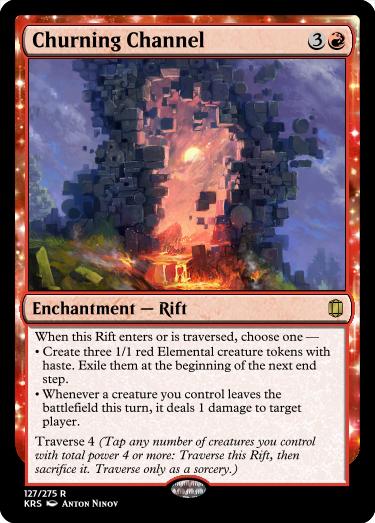 Churning Channel 3
Enchantment — Rift
When this Rift enters or is traversed, choose one —
• Create three 1/1 red Elemental creature tokens with
haste. Exile them at the beginning of the next end
step.
• Whenever a creature you control leaves the
battlefield this turn, it deals 1 damage to target
player.
Traverse 4 (Tap any number of creatures you control
with total power 4 or more: Traverse this Rift, then
sacrifice it. Traverse only as a sorcery.)
127/275 R
KRS Anton Ninov